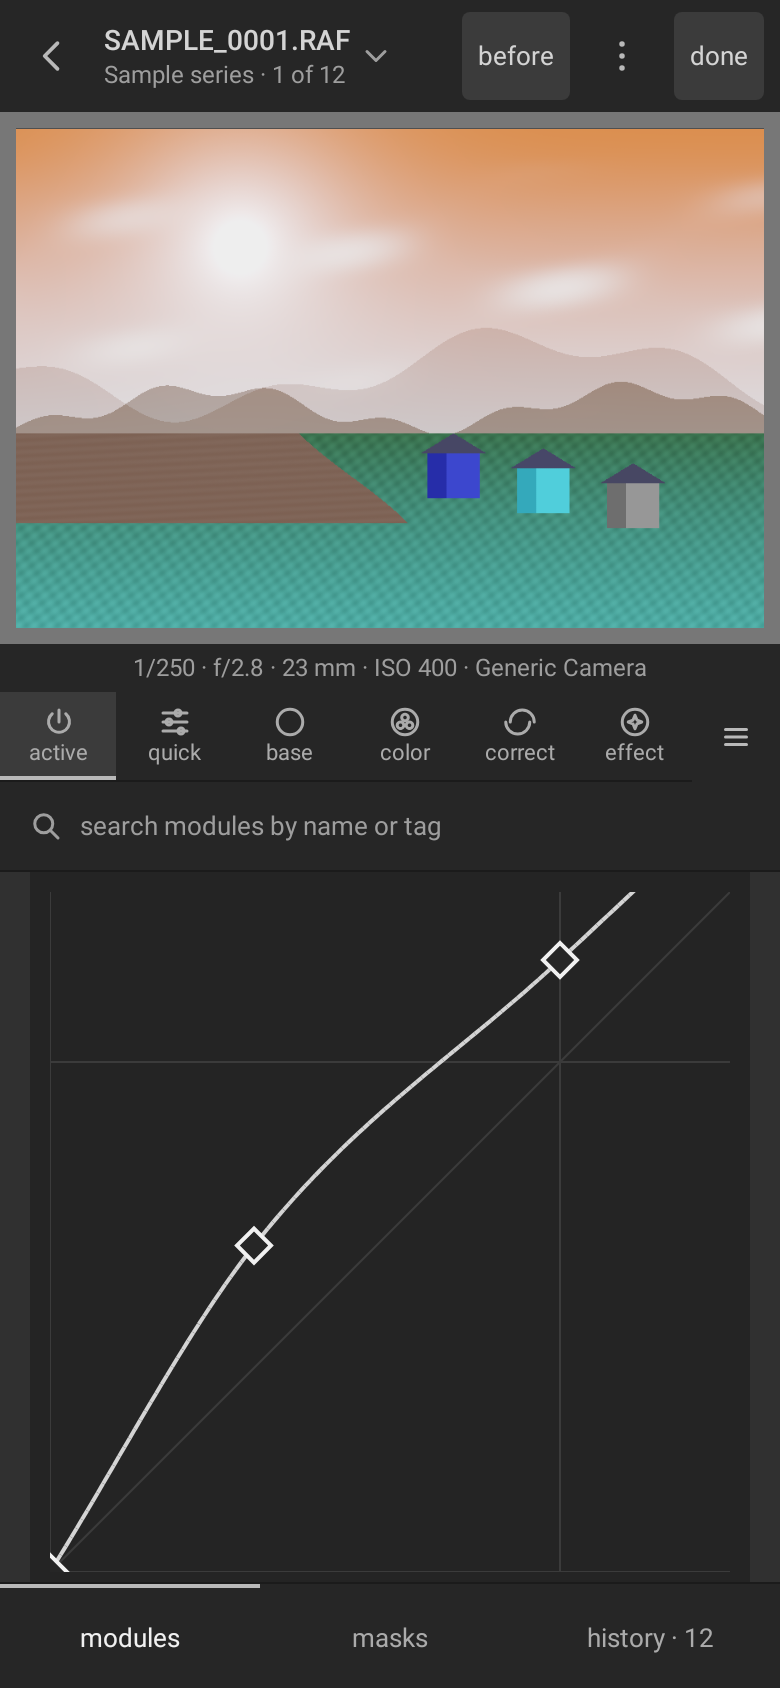 SAMPLE_0001.RAF
Sample series · 1 of 12
before
done
1/250 · f/2.8 · 23 mm · ISO 400 · Generic Camera
active
quick
base
color
correct
effect
search modules by name or tag
modules
masks
history · 12